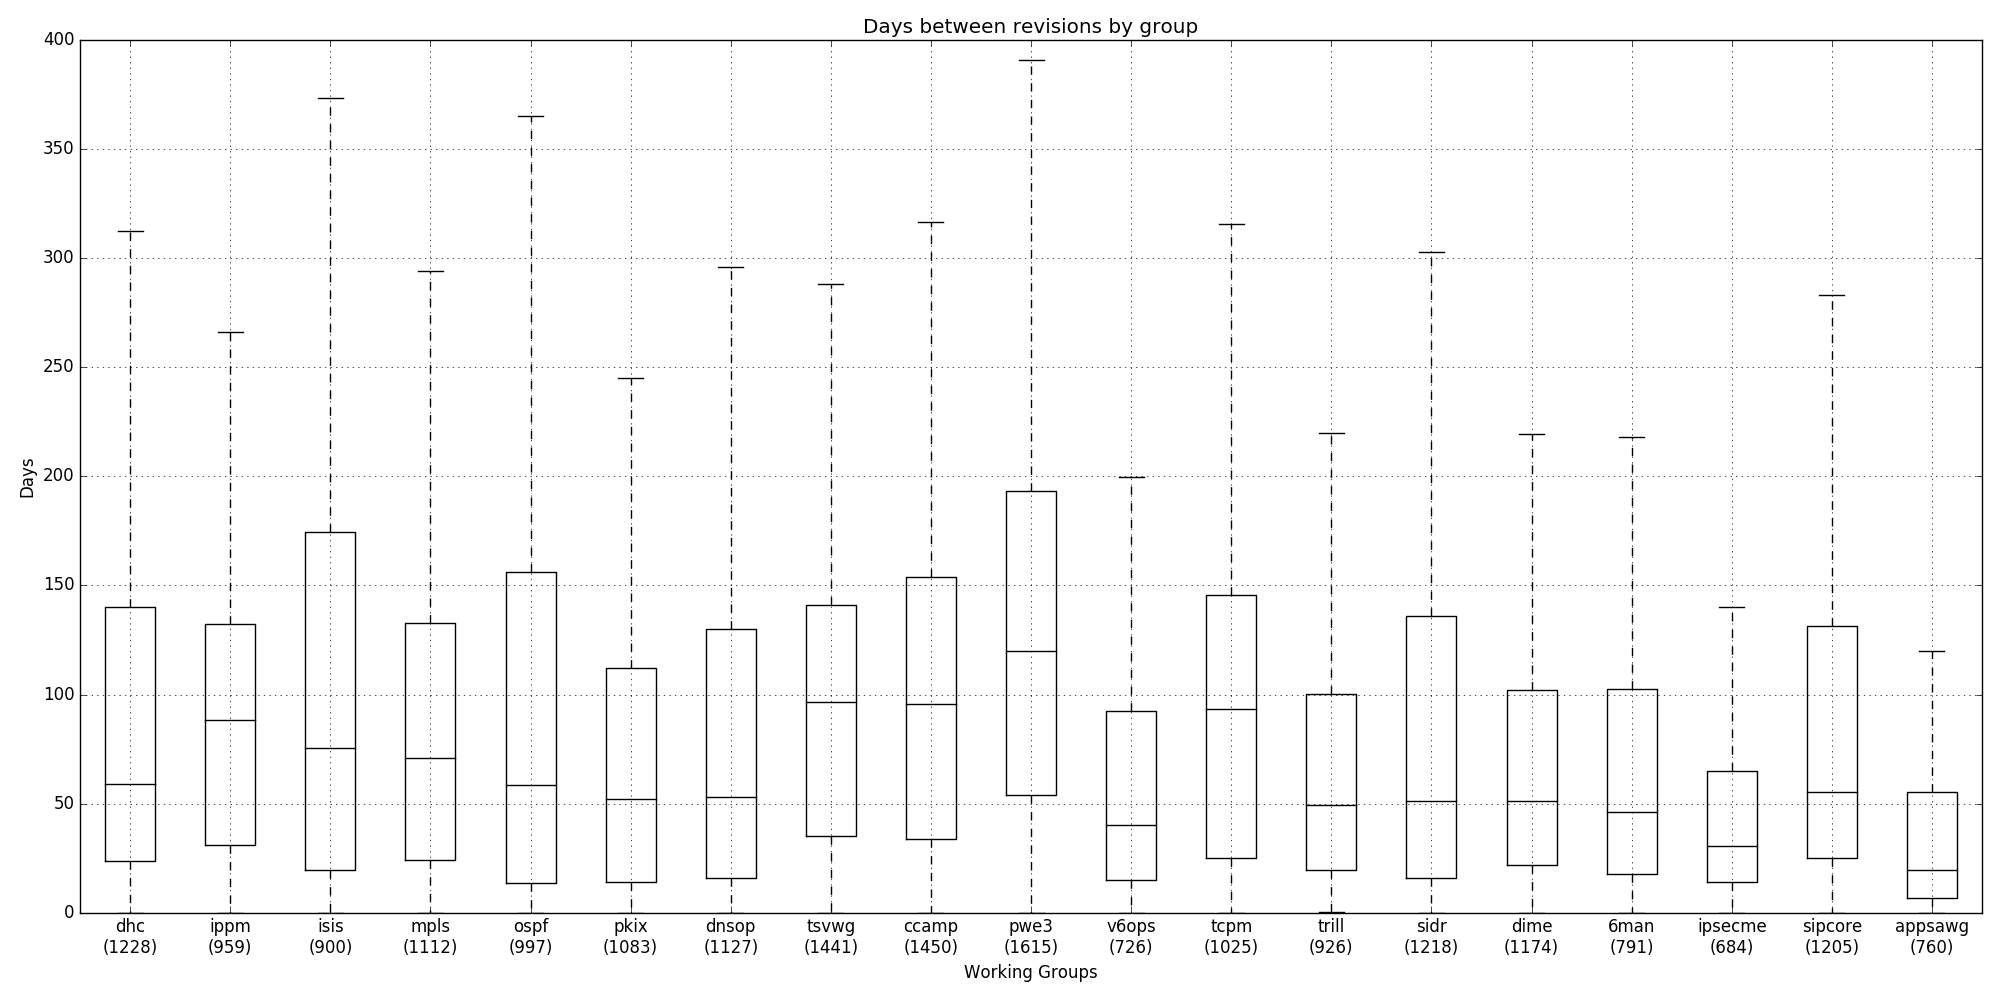 Days between revisions by group
400
350
300
250
200
150
100
50
0
Days
dhc ippm isis mpls ospf pkix dnsop tsvwg ccamp pwe3 v6ops tcpm trill sidr dime 6man ipsecme sipcore appsawg
(1228) (959) (900) (1112) (997) (1083) (1127) (1441) (1450) (1615) (726) (1025) (926) (1218) (1174) (791) (684) (1205) (760)
Working Groups